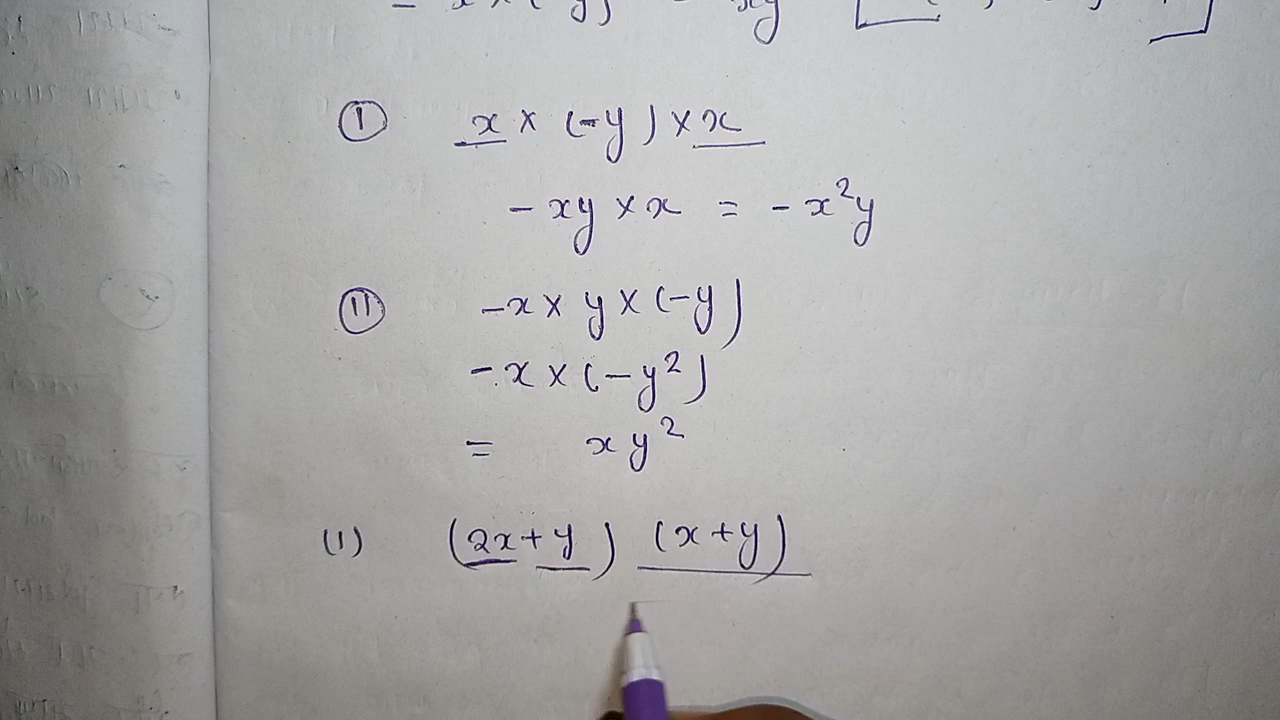 (I) x × (-y) × x
- xy × x = - x²y
(II) -x × y × (-y)
- x × (-y²)
= xy²
(1) (2x + y) (x + y)